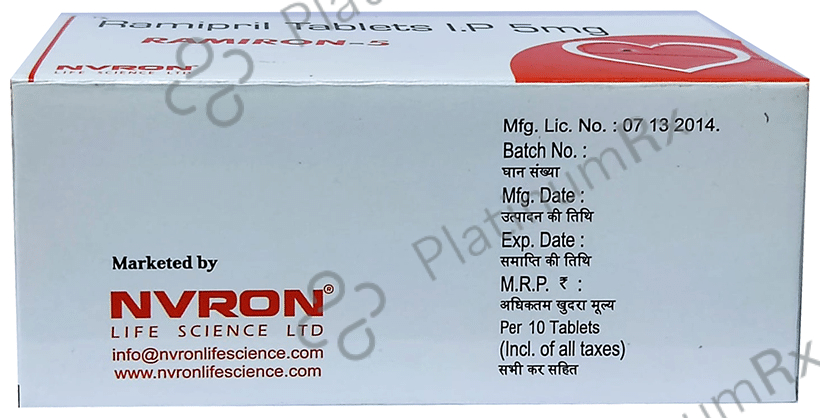 Ramipril Tablets I.P 5mg
RAMIRON-5
NVRON
LIFE SCIENCE LTD
Mfg. Lic. No. : 07 13 2014.
Batch No. :
घान संख्या
Mfg. Date :
उत्पादन की तिथि
Exp. Date :
समाप्ति की तिथि
M.R.P. ₹ :
अधिकतम खुदरा मूल्य
Per 10 Tablets
(Incl. of all taxes)
सभी कर सहित
Marketed by
NVRON®
LIFE SCIENCE LTD
info@nvronlifescience.com
www.nvronlifescience.com
PlatinumRx
PlatinumRx